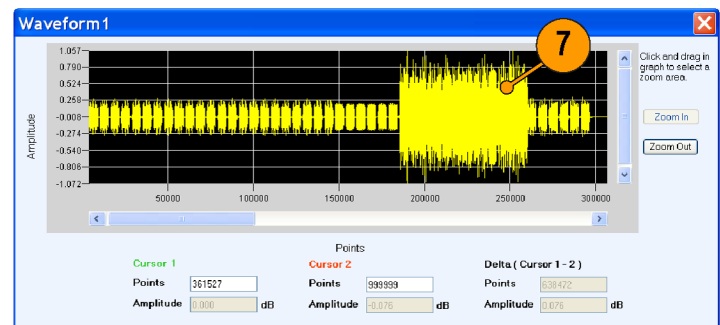 Waveform1
7
1.057
0.790
0.524
0.258
-0.008
-0.274
-0.540
-0.806
-1.072
Amplitude
50000 100000 150000 200000 250000 300000
Click and drag in
graph to select a
zoom area.
Zoom In
Zoom Out
Points
Cursor 1 Cursor 2 Delta ( Cursor 1 - 2 )
Points 361527 Points 999999 Points 638472
Amplitude 0.000 dB Amplitude -0.076 dB Amplitude 0.076 dB